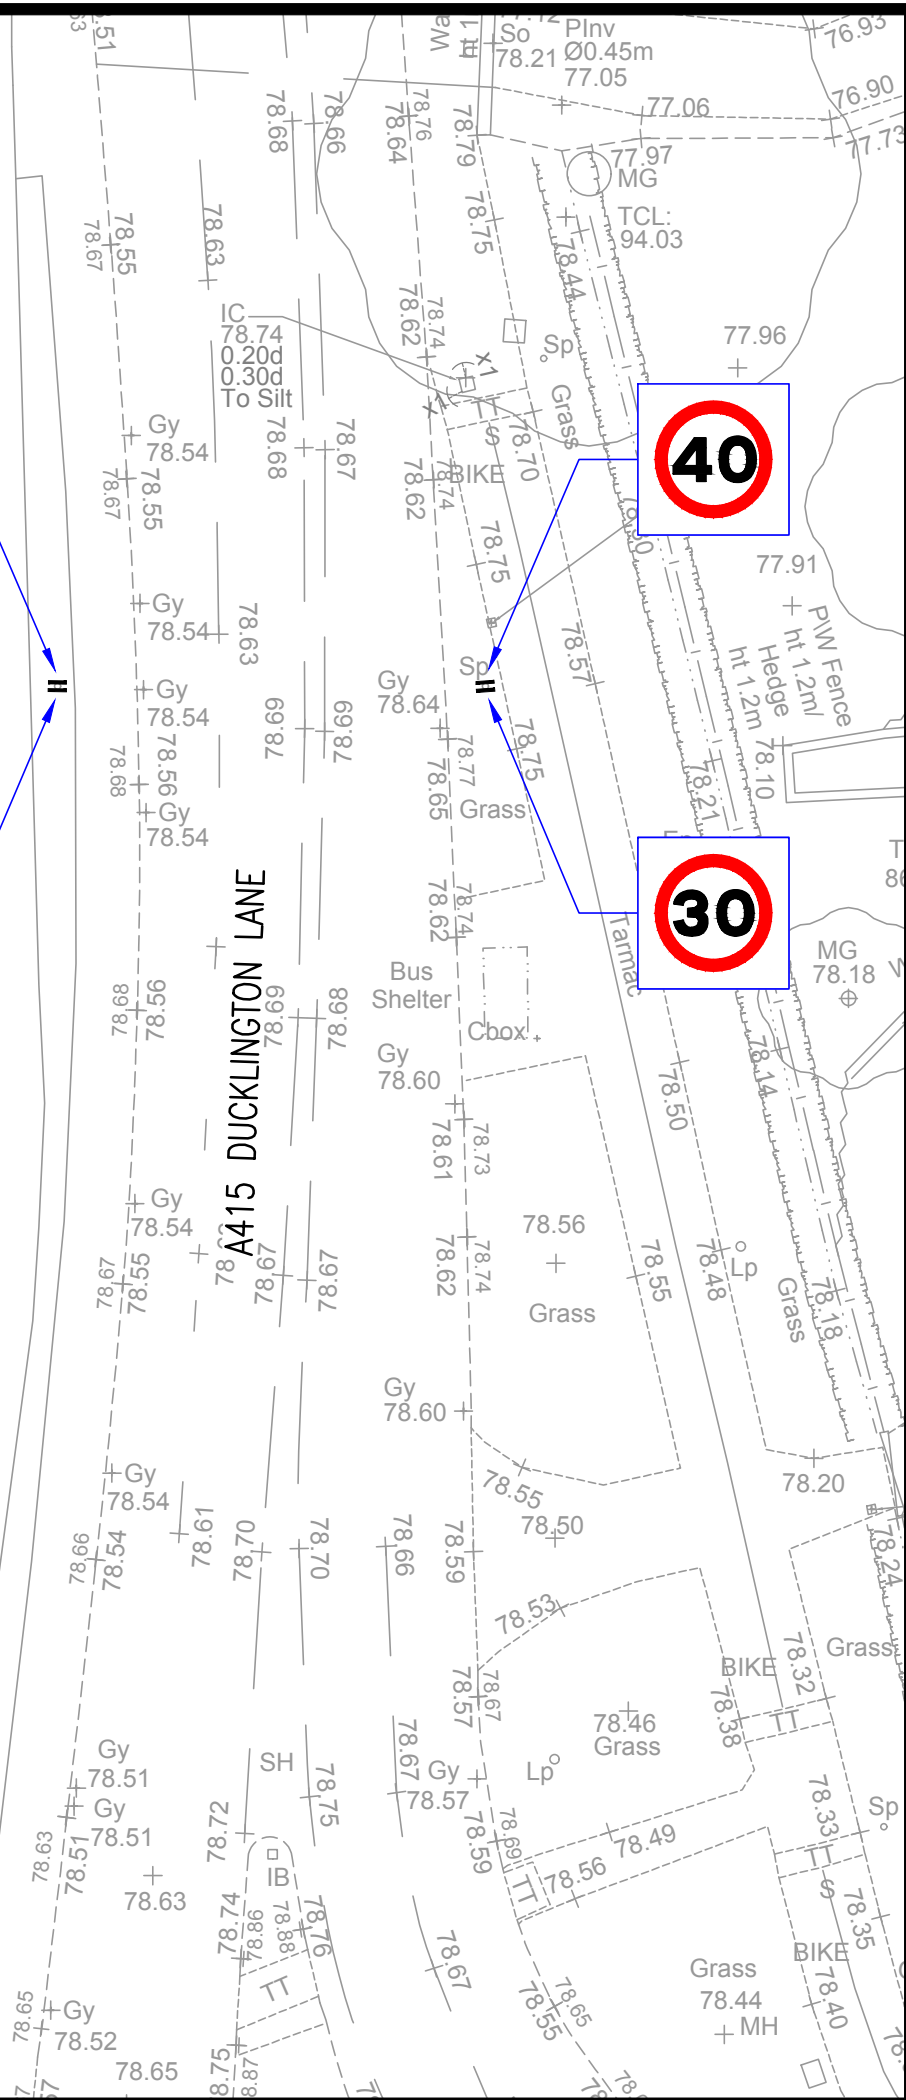 So
78.21
PInv
Ø0.45m
77.05
76.93
76.90
77.06
77.73
77.97
MG
TCL:
94.03
78.68
78.66
78.64
78.76
78.79
78.75
78.44
78.67
78.55
78.63
IC
78.74
0.20d
0.30d
To Silt
78.62
78.74
x1
x1
Sp
77.96
Grass
TT
S
78.70
40
Gy
78.54
78.68
78.67
78.67
78.55
78.62
78.74
BIKE
78.75
77.91
Gy
78.54
78.63
78.57
PW Fence
ht 1.2m/
Hedge
ht 1.2m
Gy
78.54
Gy
78.64
Sp
78.69
78.69
78.68
78.56
78.65
78.77
78.75
78.21
78.10
Gy
78.54
Grass
30
A415 DUCKLINGTON LANE
78.62
78.74
Tarmac
MG
78.18
Bus
Shelter
Cbox
78.68
78.56
78.69
78.68
Gy
78.60
78.50
78.14
78.61
78.73
Gy
78.54
78.56
78.67
78.55
78.67
78.67
78.62
78.74
78.55
78.48
Lp
Grass
78.18
Grass
Gy
78.60
Gy
78.54
78.55
78.20
78.61
78.50
78.66
78.54
78.70
78.70
78.66
78.59
78.24
78.53
78.57
78.67
BIKE
78.32
Grass
78.46
Grass
78.38
TT
Gy
78.51
SH
78.75
78.67
Gy
78.57
Lp
Gy
78.51
78.72
78.63
78.51
78.59
78.69
78.49
78.33
Sp
IB
78.63
78.56
TT
TT
S
78.74
78.86
78.88
78.76
78.35
78.67
Grass
78.44
MH
BIKE
78.40
TT
78.65
Gy
78.52
78.55
78.65
78.65
78.75
78.87